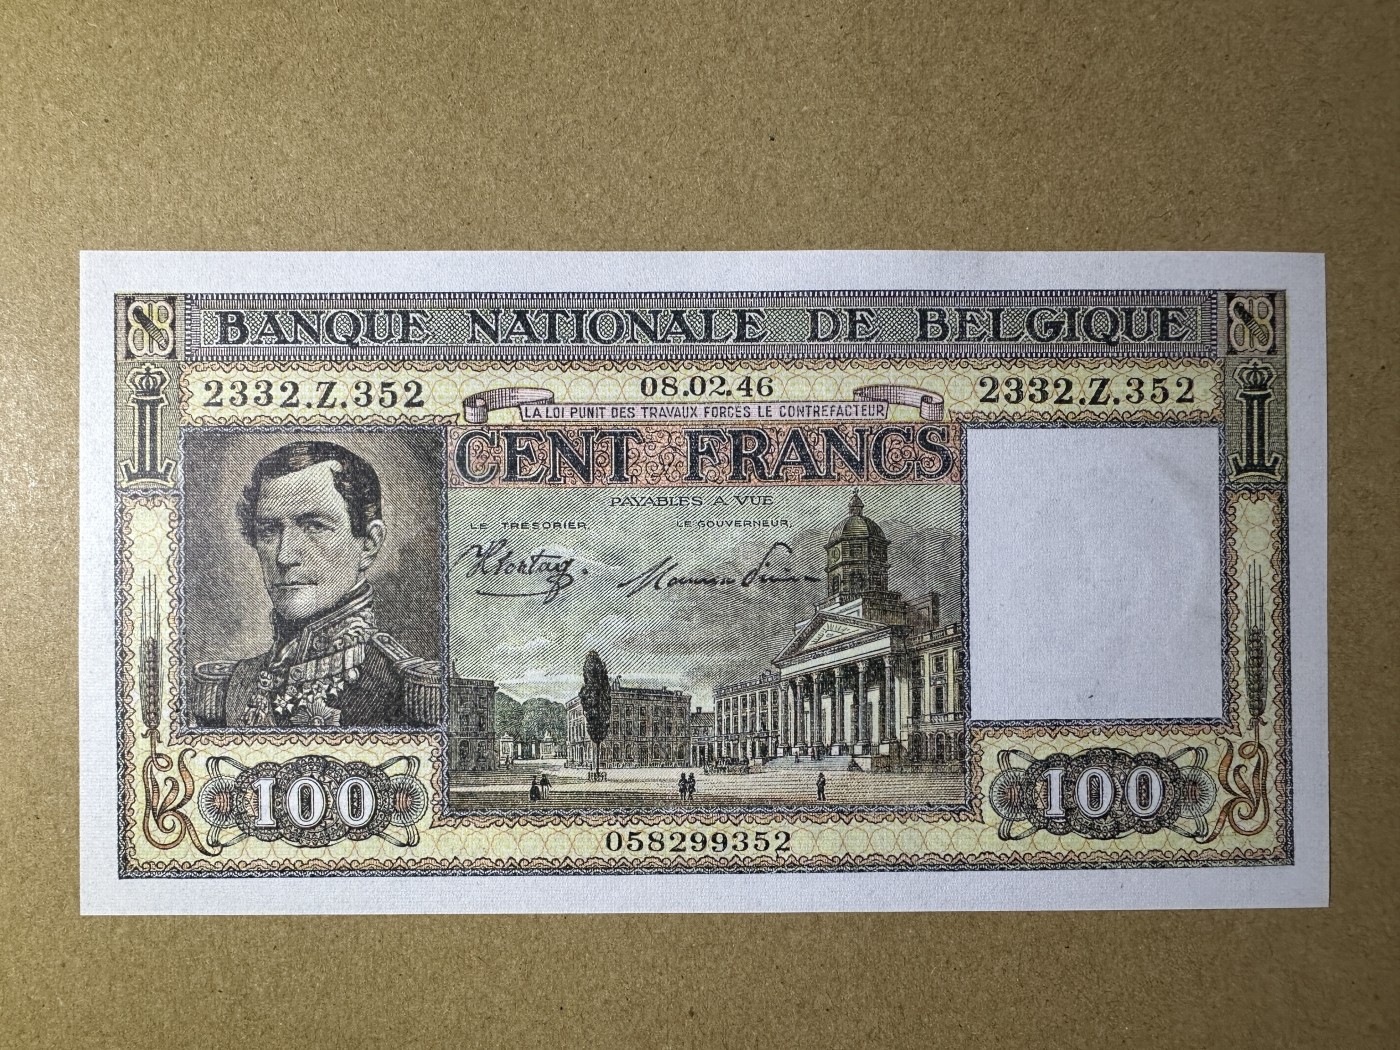 BANQUE NATIONALE DE BELGIQUE
2332.Z.352 08.02.46 2332.Z.352
LA LOI PUNIT DES TRAVAUX FORCÉS LE CONTREFACTEUR
CENT FRANCS
PAYABLES A VUE
LE TRÉSORIER, LE GOUVERNEUR,
100 100
058299352